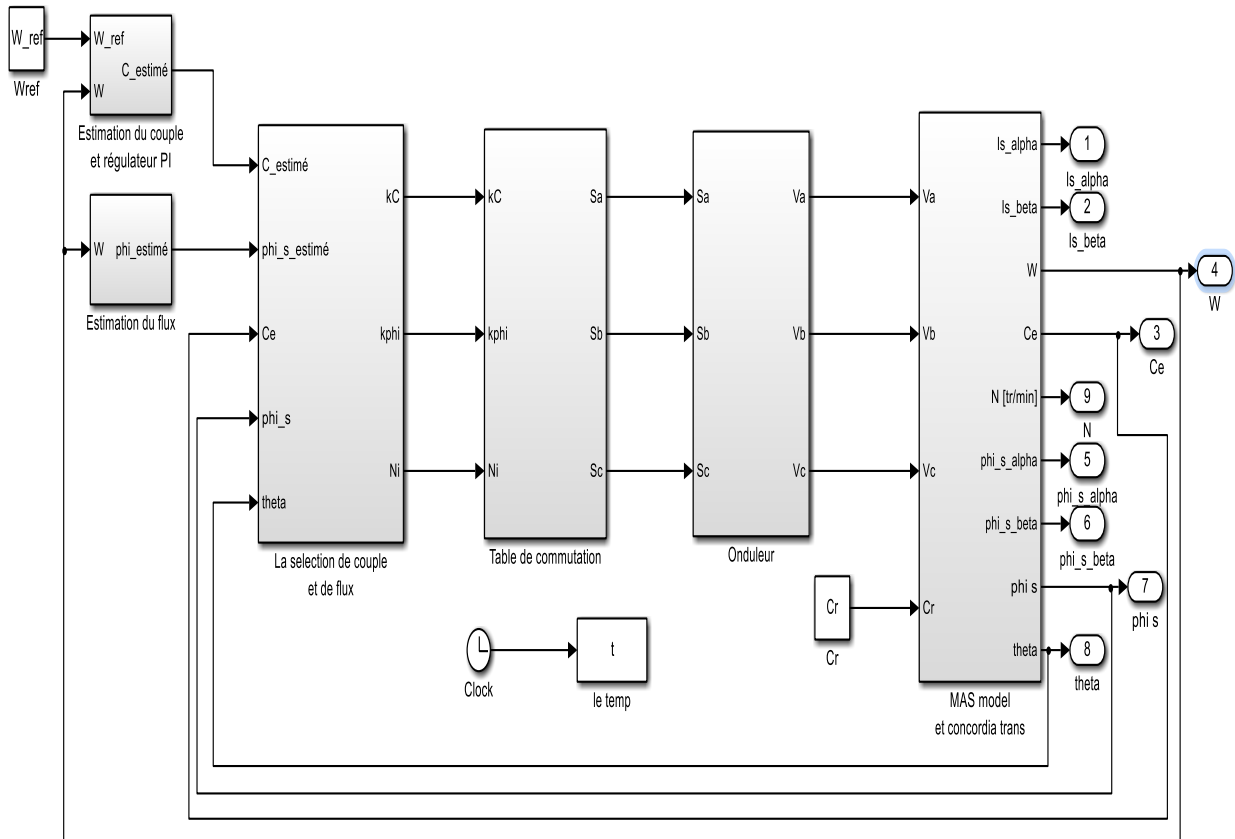 W_ref
Wref
W_ref
W
C_estimé
Estimation du couple
et régulateur PI
W
phi_estimé
Estimation du flux
C_estimé
phi_s_estimé
Ce
phi_s
theta
kC
kphi
Ni
La selection de couple
et de flux
kC
kphi
Ni
Sa
Sb
Sc
Table de commutation
Sa
Sb
Sc
Va
Vb
Vc
Onduleur
Clock
t
le temp
Cr
Cr
Va
Vb
Vc
Cr
Is_alpha
Is_beta
W
Ce
N [tr/min]
phi_s_alpha
phi_s_beta
phi s
theta
MAS model
et concordia trans
1
Is_alpha
2
Is_beta
4
W
3
Ce
9
N
5
phi_s_alpha
6
phi_s_beta
7
phi s
8
theta